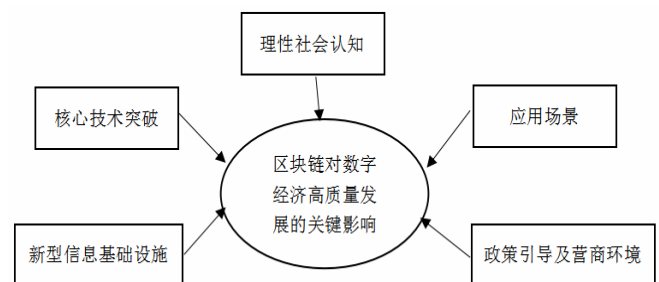 理性社会认知
核心技术突破
应用场景
区块链对数字
经济高质量发
展的关键影响
新型信息基础设施
政策引导及营商环境